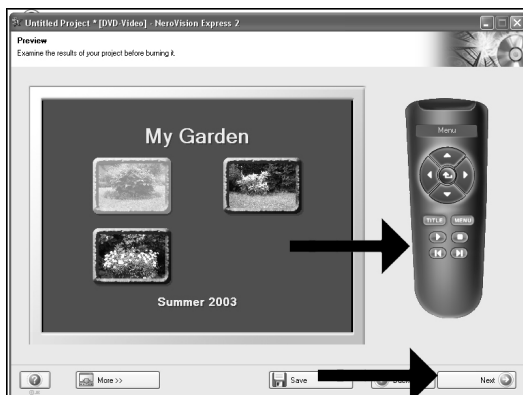 Untitled Project * [DVD-Video] - NeroVision Express 2
Preview
Examine the results of your project before burning it.
My Garden
Summer 2003
Menu
TITLE MENU
More >>
Save
Next